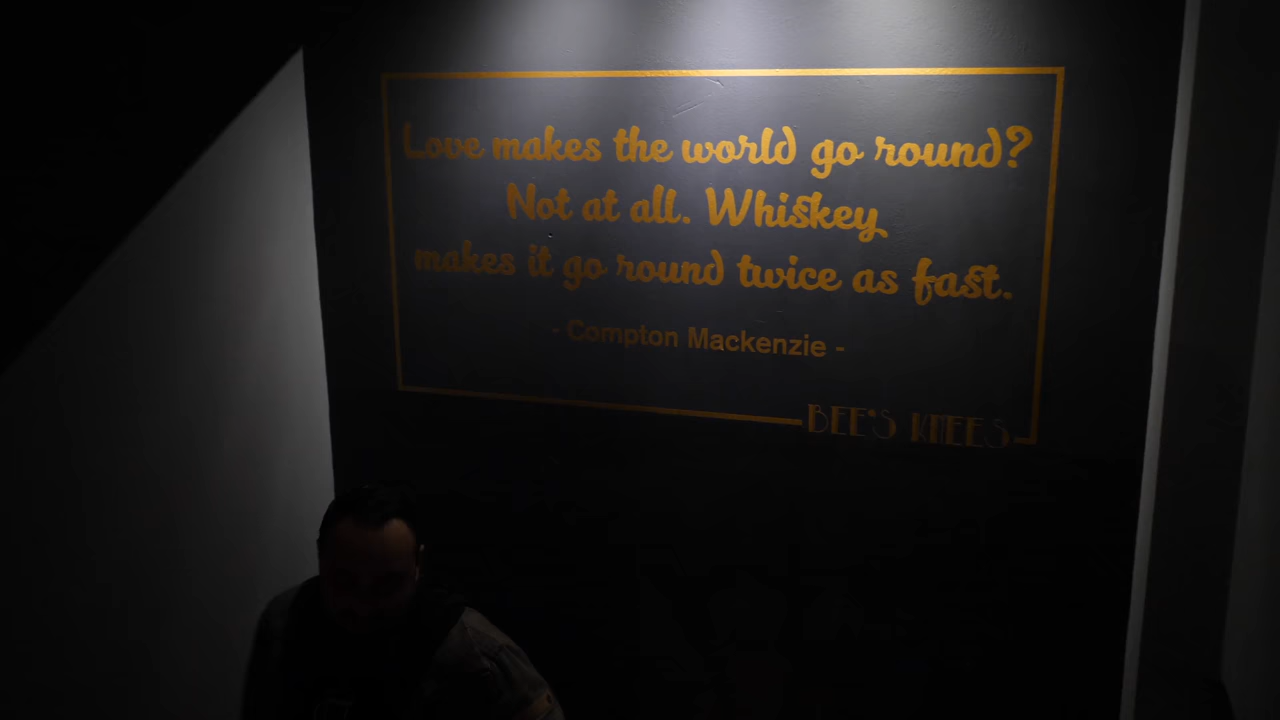 Love makes the world go round?
Not at all. Whiskey
makes it go round twice as fast.
- Compton Mackenzie -
BEE'S KNEES